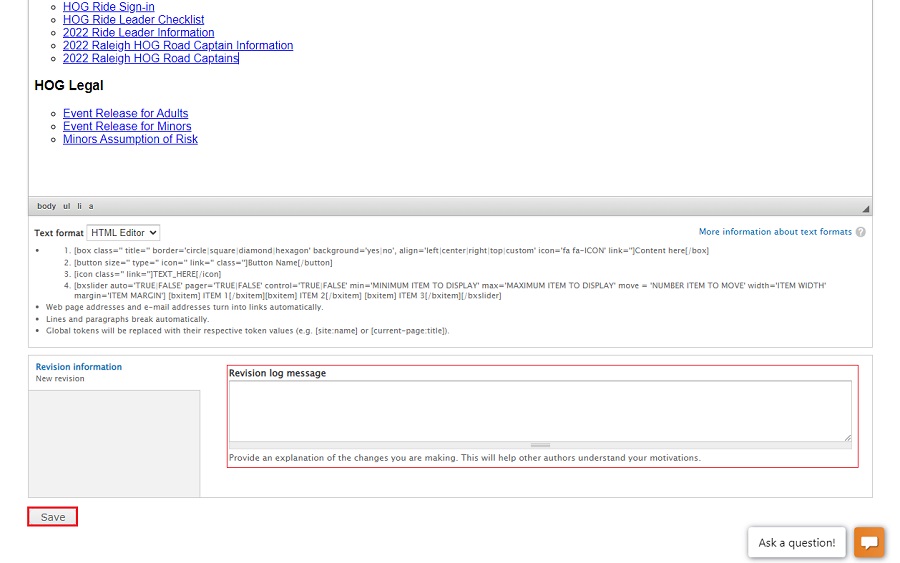 HOG Ride Sign-in
HOG Ride Leader Checklist
2022 Ride Leader Information
2022 Raleigh HOG Road Captain Information
2022 Raleigh HOG Road Captains
HOG Legal
Event Release for Adults
Event Release for Minors
Minors Assumption of Risk
body ul li a
Text format HTML Editor
More information about text formats ?
1. [box class='' title='' border='circle|square|diamond|hexagon' background='yes|no', align='left|center|right|top|custom' icon='fa fa-ICON' link='']Content here[/box]
2. [button size='' type='' icon='' link='' class='']Button Name[/button]
3. [icon class='' link='']TEXT_HERE[/icon]
4. [bxslider auto='TRUE|FALSE' pager='TRUE|FALSE' control='TRUE|FALSE' min='MINIMUM ITEM TO DISPLAY' max='MAXIMUM ITEM TO DISPLAY' move = 'NUMBER ITEM TO MOVE' width='ITEM WIDTH'
margin='ITEM MARGIN'] [bxitem] ITEM 1[/bxitem][bxitem] ITEM 2[/bxitem] [bxitem] ITEM 3[/bxitem][/bxslider]
Web page addresses and e-mail addresses turn into links automatically.
Lines and paragraphs break automatically.
Global tokens will be replaced with their respective token values (e.g. [site:name] or [current-page:title]).
Revision information
New revision
Revision log message
Provide an explanation of the changes you are making. This will help other authors understand your motivations.
Save
Ask a question!